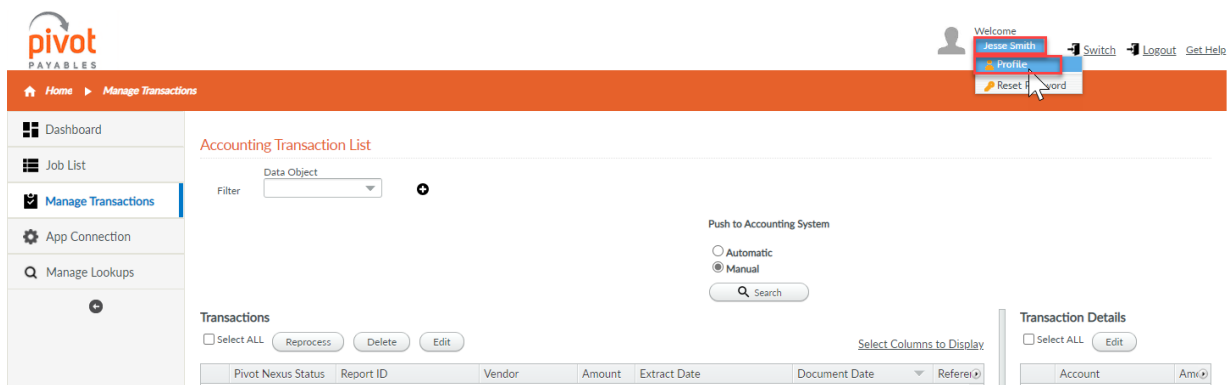 pivot
PAYABLES
Welcome
Jesse Smith
Switch Logout Get Help
Profile
Home Manage Transactions
Reset
Dashboard
Job List
Manage Transactions
App Connection
Manage Lookups
Accounting Transaction List
Data Object
Filter
Push to Accounting System
Automatic
Manual
Search
Transactions
Select ALL Reprocess Delete Edit
Select Columns to Display
Pivot Nexus Status Report ID Vendor Amount Extract Date Document Date
Transaction Details
Select ALL Edit
Account